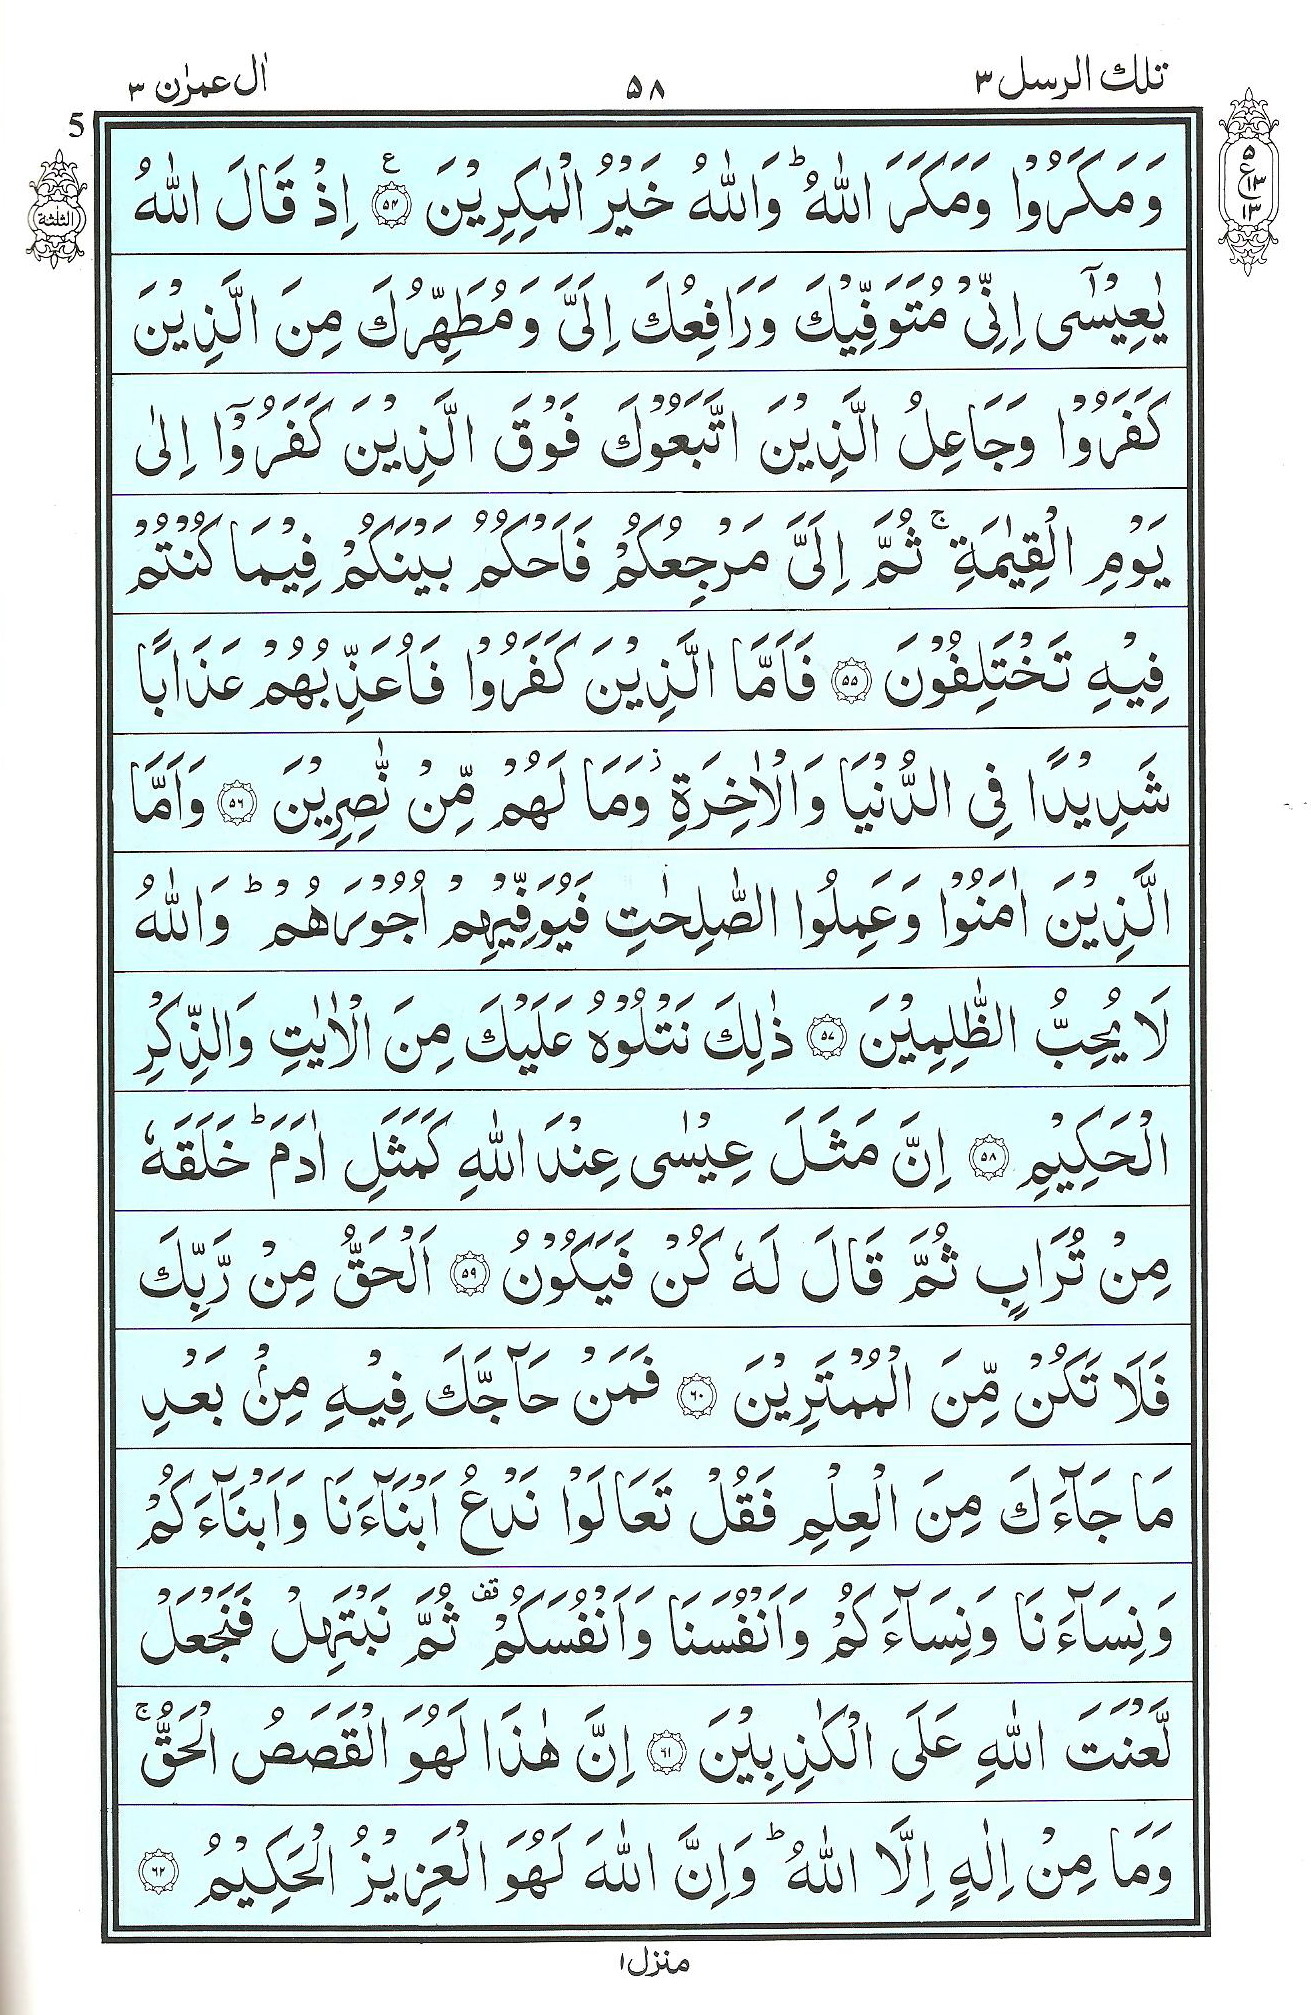 تلك الرسل ٣
٥٨
اٰل عمرٰن ٣
5
٥
ع
١٣
١٣
الثلثة
وَ مَكَرُوْا وَ مَكَرَ اللّٰهُ ؕ وَ اللّٰهُ خَیْرُ الْمٰكِرِیْنَ ﴿۵۴﴾ ع اِذْ قَالَ اللّٰهُ
یٰعِیْسٰۤی اِنِّیْ مُتَوَفِّیْكَ وَ رَافِعُكَ اِلَیَّ وَ مُطَهِّرُكَ مِنَ الَّذِیْنَ
كَفَرُوْا وَ جَاعِلُ الَّذِیْنَ اتَّبَعُوْكَ فَوْقَ الَّذِیْنَ كَفَرُوْۤا اِلٰی
یَوْمِ الْقِیٰمَةِ ۚ ثُمَّ اِلَیَّ مَرْجِعُكُمْ فَاَحْكُمُ بَیْنَكُمْ فِیْمَا كُنْتُمْ
فِیْهِ تَخْتَلِفُوْنَ ﴿۵۵﴾ فَاَمَّا الَّذِیْنَ كَفَرُوْا فَاُعَذِّبُهُمْ عَذَابًا
شَدِیْدًا فِی الدُّنْیَا وَ الْاٰخِرَةِ ؗ وَ مَا لَهُمْ مِّنْ نّٰصِرِیْنَ ﴿۵۶﴾ وَ اَمَّا
الَّذِیْنَ اٰمَنُوْا وَ عَمِلُوا الصّٰلِحٰتِ فَیُوَفِّیْهِمْ اُجُوْرَهُمْ ؕ وَ اللّٰهُ
لَا یُحِبُّ الظّٰلِمِیْنَ ﴿۵۷﴾ ذٰلِكَ نَتْلُوْهُ عَلَیْكَ مِنَ الْاٰیٰتِ وَ الذِّكْرِ
الْحَكِیْمِ ﴿۵۸﴾ اِنَّ مَثَلَ عِیْسٰی عِنْدَ اللّٰهِ كَمَثَلِ اٰدَمَ ؕ خَلَقَهٗ
مِنْ تُرَابٍ ثُمَّ قَالَ لَهٗ كُنْ فَیَكُوْنُ ﴿۵۹﴾ اَلْحَقُّ مِنْ رَّبِّكَ
فَلَا تَكُنْ مِّنَ الْمُمْتَرِیْنَ ﴿۶۰﴾ فَمَنْ حَآجَّكَ فِیْهِ مِنْۢ بَعْدِ
مَا جَآءَكَ مِنَ الْعِلْمِ فَقُلْ تَعَالَوْا نَدْعُ اَبْنَآءَنَا وَ اَبْنَآءَكُمْ
وَ نِسَآءَنَا وَ نِسَآءَكُمْ وَ اَنْفُسَنَا وَ اَنْفُسَكُمْ قف ثُمَّ نَبْتَهِلْ فَنَجْعَلْ
لَّعْنَتَ اللّٰهِ عَلَی الْكٰذِبِیْنَ ﴿۶۱﴾ اِنَّ هٰذَا لَهُوَ الْقَصَصُ الْحَقُّ ۚ
وَ مَا مِنْ اِلٰهٍ اِلَّا اللّٰهُ ؕ وَ اِنَّ اللّٰهَ لَهُوَ الْعَزِیْزُ الْحَكِیْمُ ﴿۶۲﴾
منزل ١